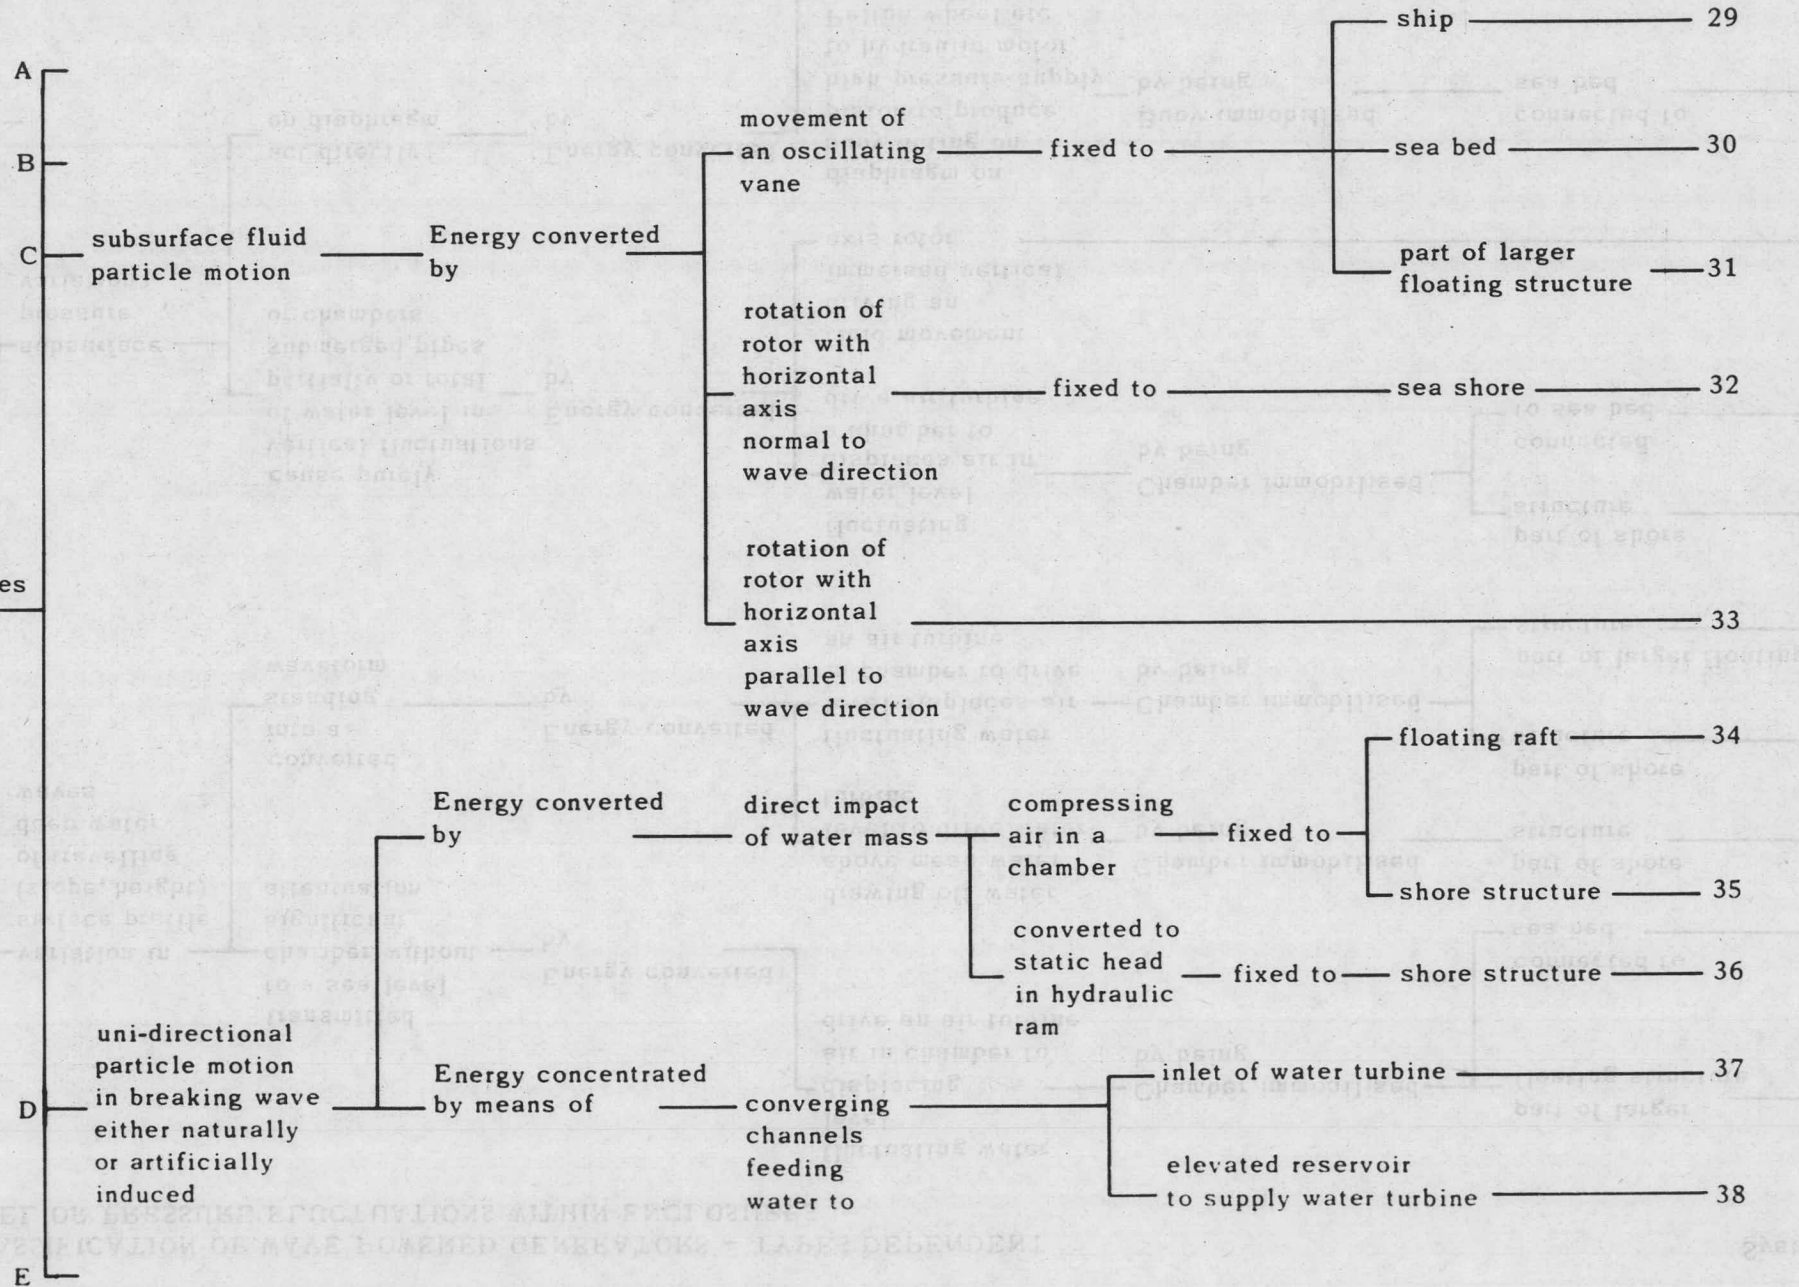 A
B
C
subsurface fluid
particle motion
Energy converted
by
movement of
an oscillating
vane
fixed to
ship
29
sea bed
30
part of larger
floating structure
31
rotation of
rotor with
horizontal
axis
normal to
wave direction
fixed to
sea shore
32
rotation of
rotor with
horizontal
axis
parallel to
wave direction
33
es
D
uni-directional
particle motion
in breaking wave
either naturally
or artificially
induced
Energy converted
by
direct impact
of water mass
compressing
air in a
chamber
fixed to
floating raft
34
shore structure
35
converted to
static head
in hydraulic
ram
fixed to
shore structure
36
Energy concentrated
by means of
converging
channels
feeding
water to
inlet of water turbine
37
elevated reservoir
to supply water turbine
38
E